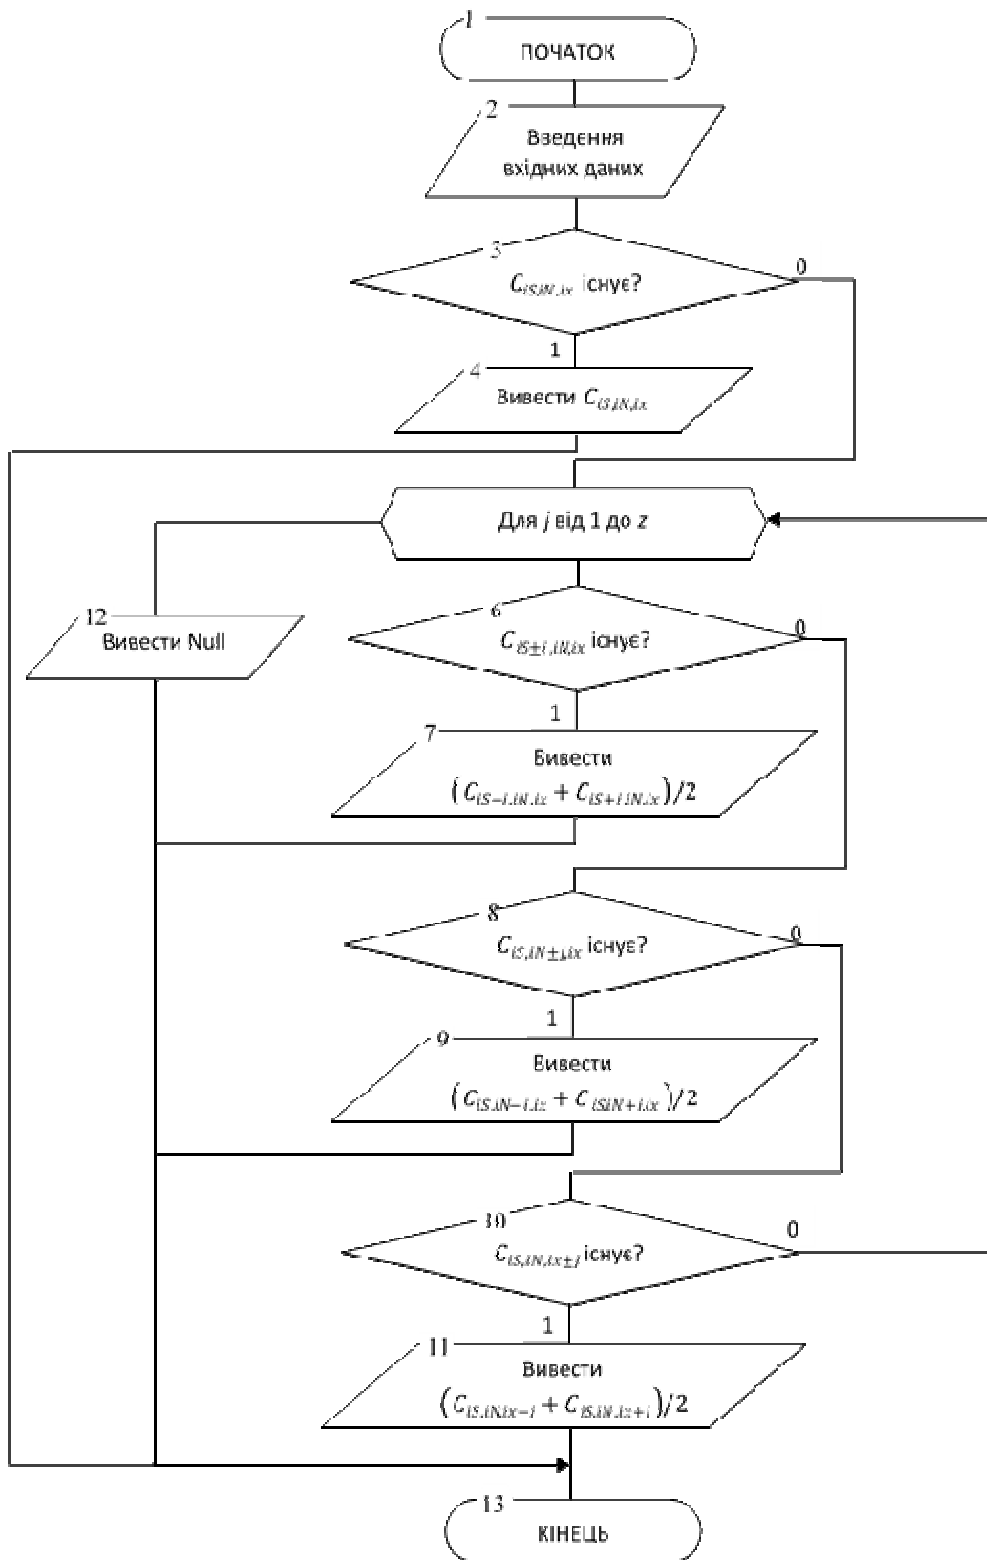 1
ПОЧАТОК
2
Введення
вхідних даних
3
C_{iS,iN,ix} існує?
0
1
4
Вивести C_{iS,iN,ix}
Для j від 1 до z
12
Вивести Null
6
C_{iS±j,iN,ix} існує?
0
1
7
Вивести
(C_{iS−j,iN,ix} + C_{iS+j,iN,ix})/2
8
C_{iS,iN±j,ix} існує?
0
1
9
Вивести
(C_{iS,iN−j,ix} + C_{iS,iN+j,ix})/2
10
C_{iS,iN,ix±j} існує?
0
1
11
Вивести
(C_{iS,iN,ix−j} + C_{iS,iN,ix+j})/2
13
КІНЕЦЬ